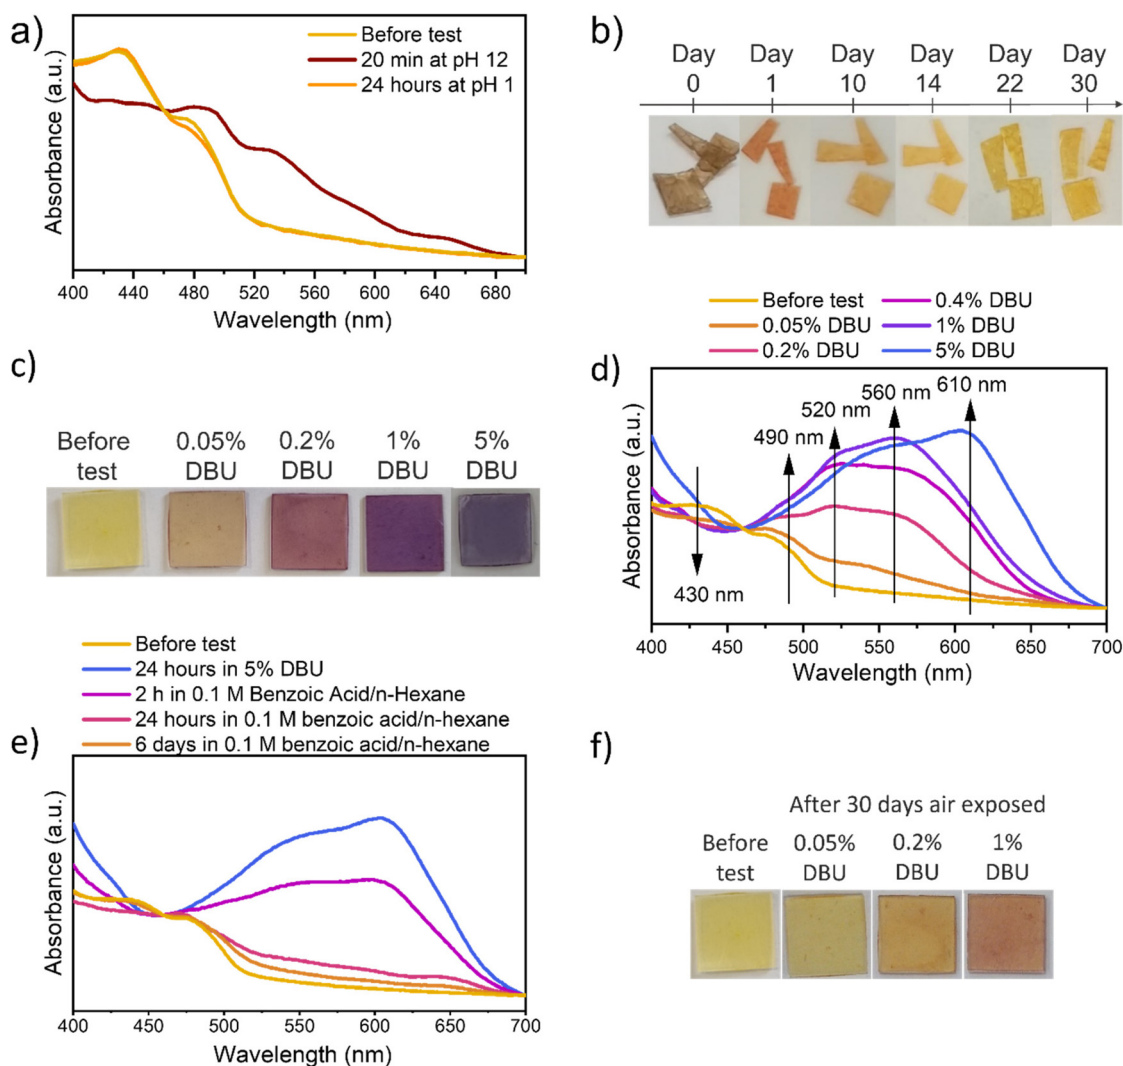 a)
Before test
20 min at pH 12
24 hours at pH 1
Absorbance (a.u.)
400 440 480 520 560 600 640 680
Wavelength (nm)
b)
Day Day Day Day Day Day
0 1 10 14 22 30
c)
Before test 0.05% DBU 0.2% DBU 1% DBU 5% DBU
Before test 0.4% DBU
0.05% DBU 1% DBU
0.2% DBU 5% DBU
d)
490 nm
520 nm
560 nm
610 nm
430 nm
Absorbance (a.u.)
400 450 500 550 600 650 700
Wavelength (nm)
Before test
24 hours in 5% DBU
2 h in 0.1 M Benzoic Acid/n-Hexane
24 hours in 0.1 M benzoic acid/n-hexane
6 days in 0.1 M benzoic acid/n-hexane
e)
Absorbance (a.u.)
400 450 500 550 600 650 700
Wavelength (nm)
f)
After 30 days air exposed
Before 0.05% 0.2% 1%
test DBU DBU DBU